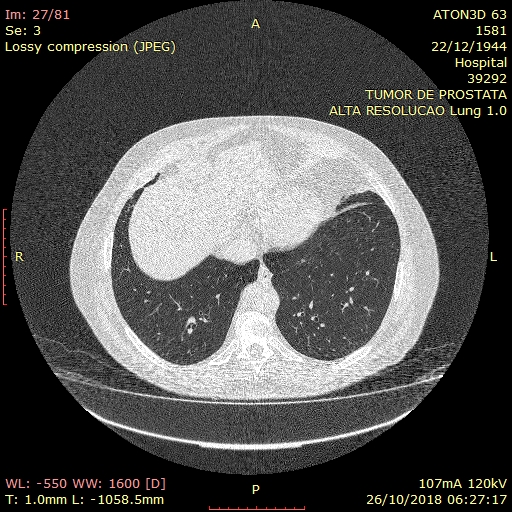 Im: 27/81
Se: 3
Lossy compression (JPEG)
ATON3D 63
1581
22/12/1944
Hospital
39292
TUMOR DE PROSTATA
ALTA RESOLUCAO Lung 1.0
A
R
L
P
WL: -550 WW: 1600 [D]
T: 1.0mm L: -1058.5mm
107mA 120kV
26/10/2018 06:27:17